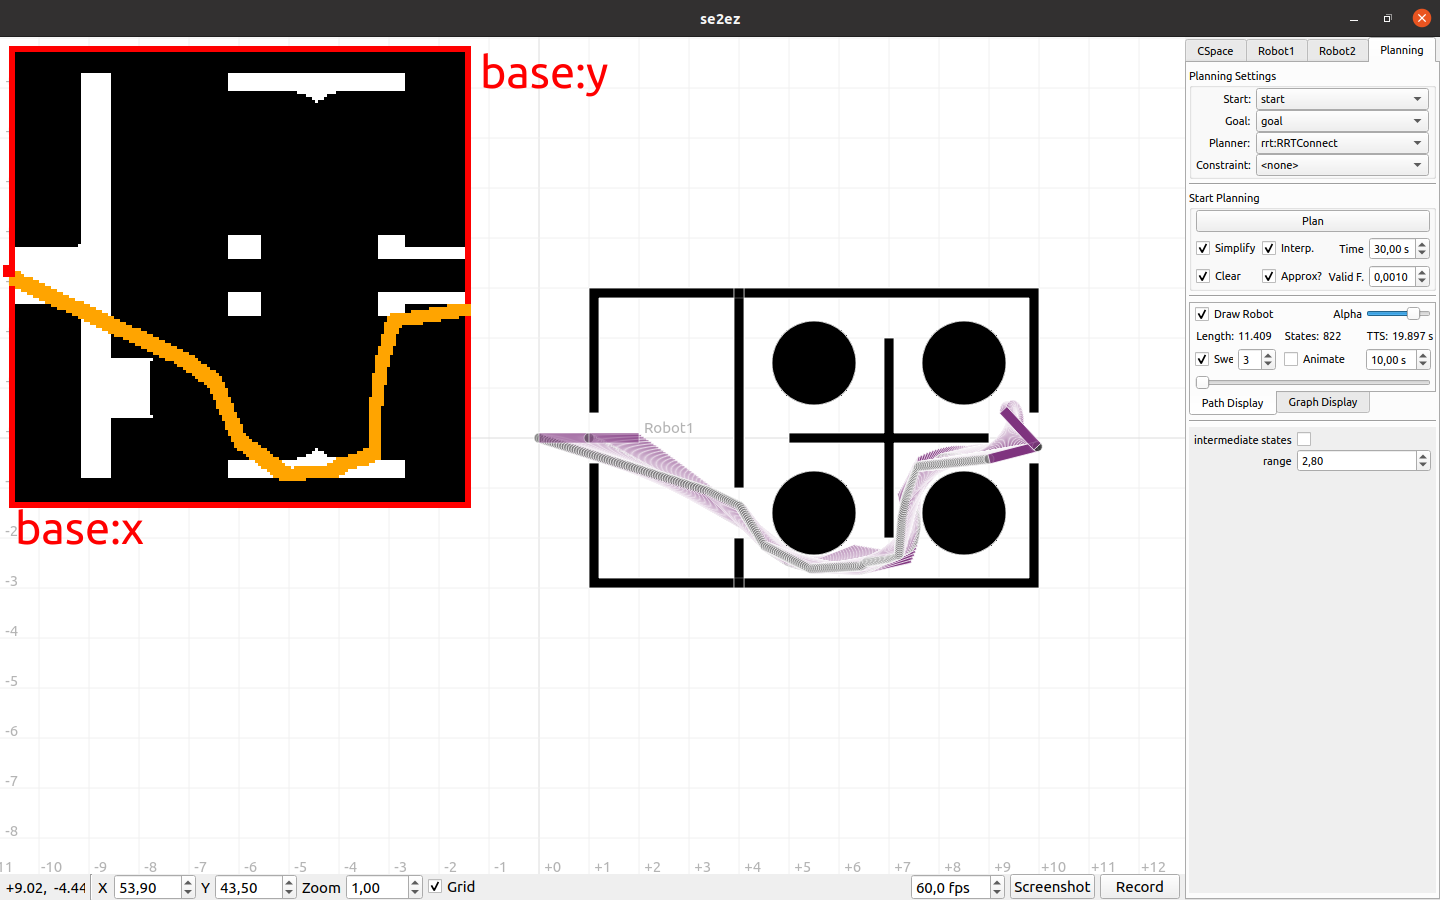 se2ez
base:y
base:x
Robot1
-2
-3
-4
-5
-6
-7
-8
11 -10 -9 -8 -7 -6 -5 -4 -3 -2 -1 +0 +1 +2 +3 +4 +5 +6 +7 +8 +9 +10 +11 +12
+9.02, -4.44 X 53,90 Y 43,50 Zoom 1,00 Grid 60,0 fps Screenshot Record
CSpace Robot1 Robot2 Planning
Planning Settings
Start: start
Goal: goal
Planner: rrt:RRTConnect
Constraint: <none>
Start Planning
Plan
Simplify Interp. Time 30,00 s
Clear Approx? Valid F. 0,0010
Draw Robot Alpha
Length: 11.409 States: 822 TTS: 19.897 s
Swe 3 Animate 10,00 s
Path Display Graph Display
intermediate states
range 2,80